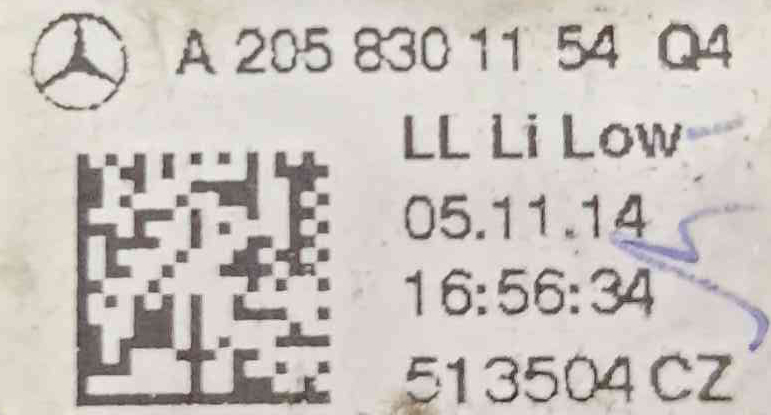 A 205 830 11 54 Q4
LL Li Low
05.11.14
16:56:34
513504 CZ